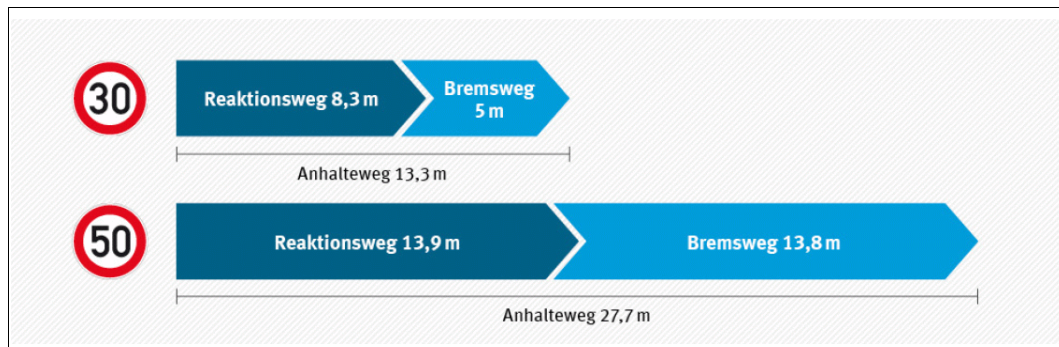 30
Reaktionsweg 8,3 m
Bremsweg
5 m
Anhalteweg 13,3 m
50
Reaktionsweg 13,9 m
Bremsweg 13,8 m
Anhalteweg 27,7 m